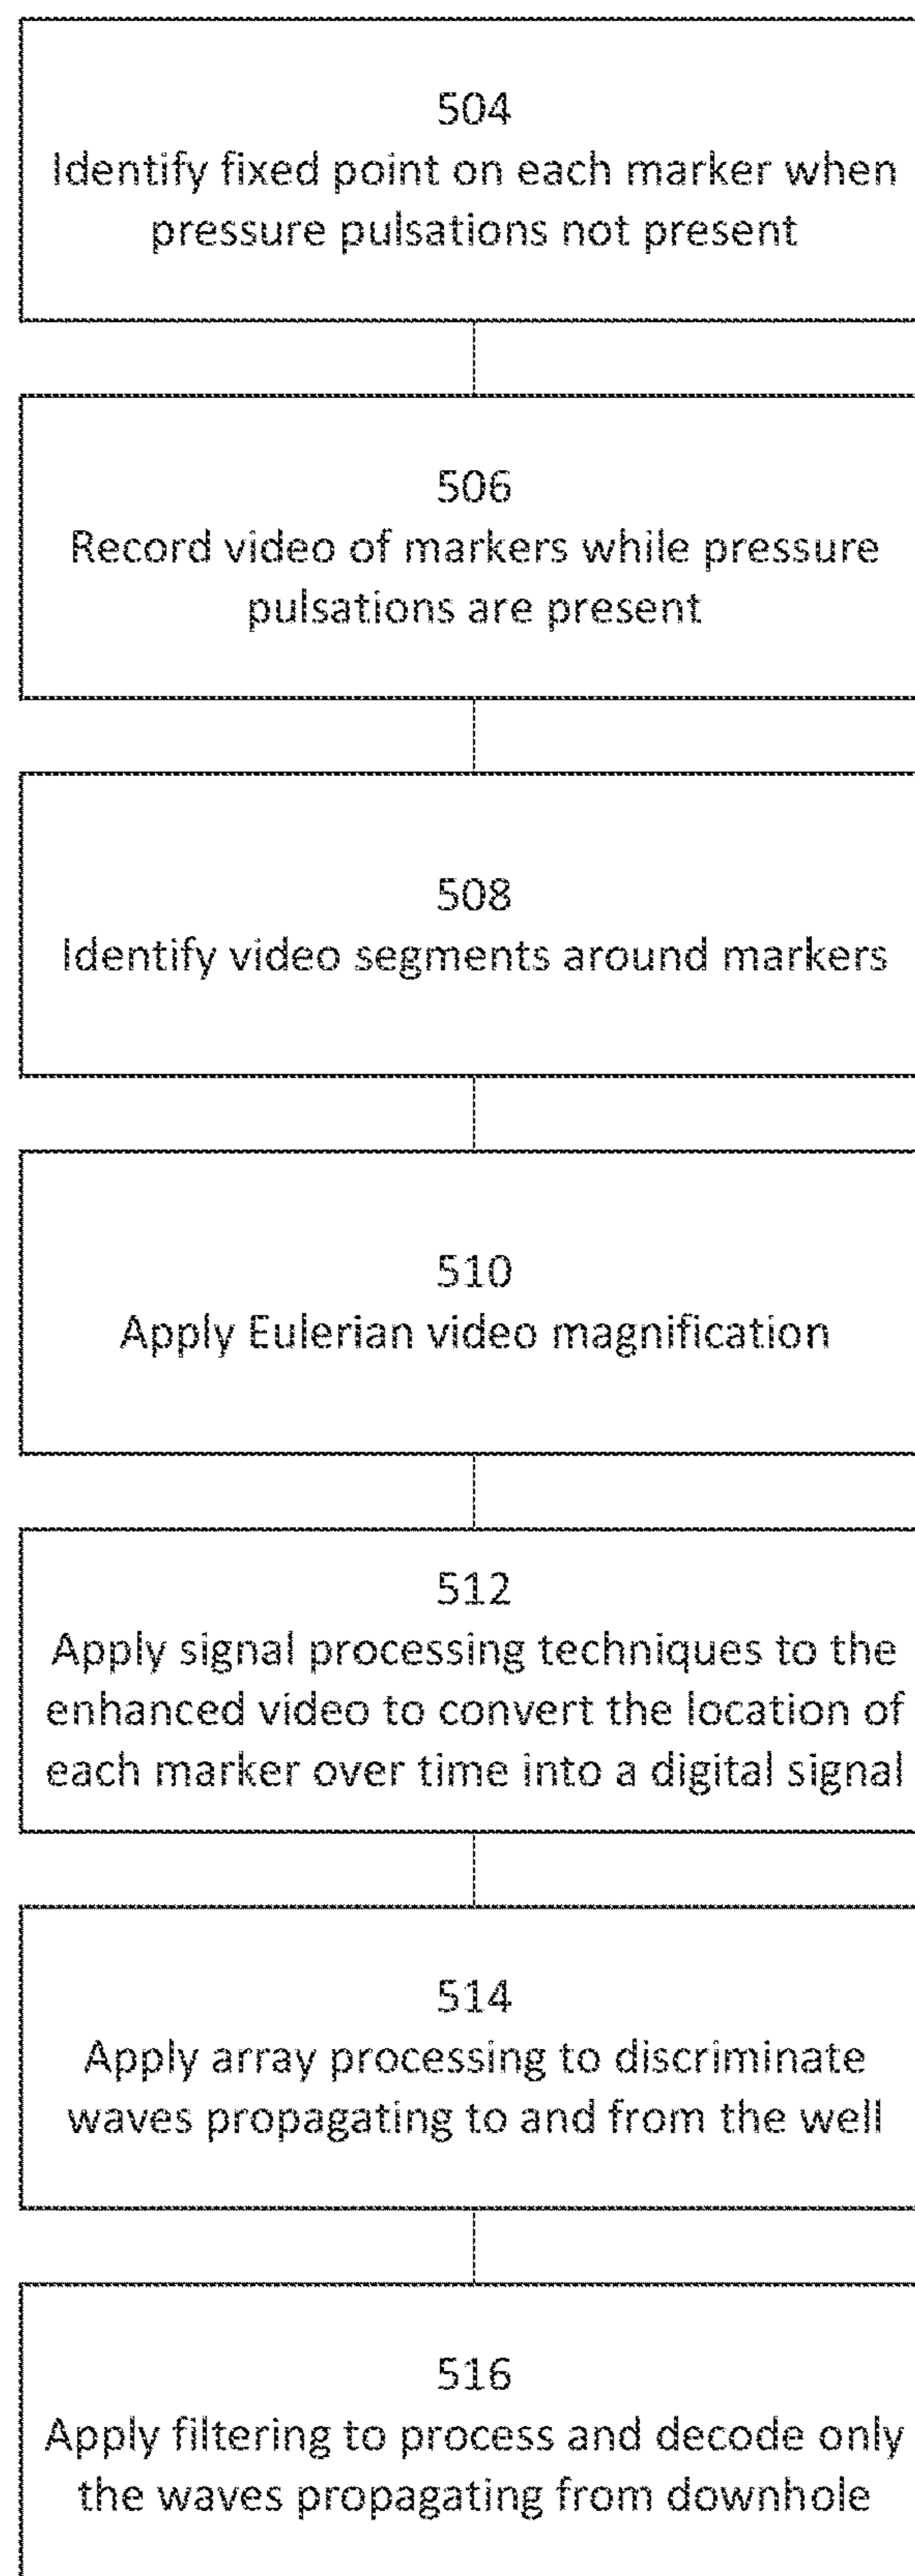 504
Identify fixed point on each marker when
pressure pulsations not present
506
Record video of markers while pressure
pulsations are present
508
Identify video segments around markers
510
Apply Eulerian video magnification
512
Apply signal processing techniques to the
enhanced video to convert the location of
each marker over time into a digital signal
514
Apply array processing to discriminate
waves propagating to and from the well
516
Apply filtering to process and decode only
the waves propagating from downhole